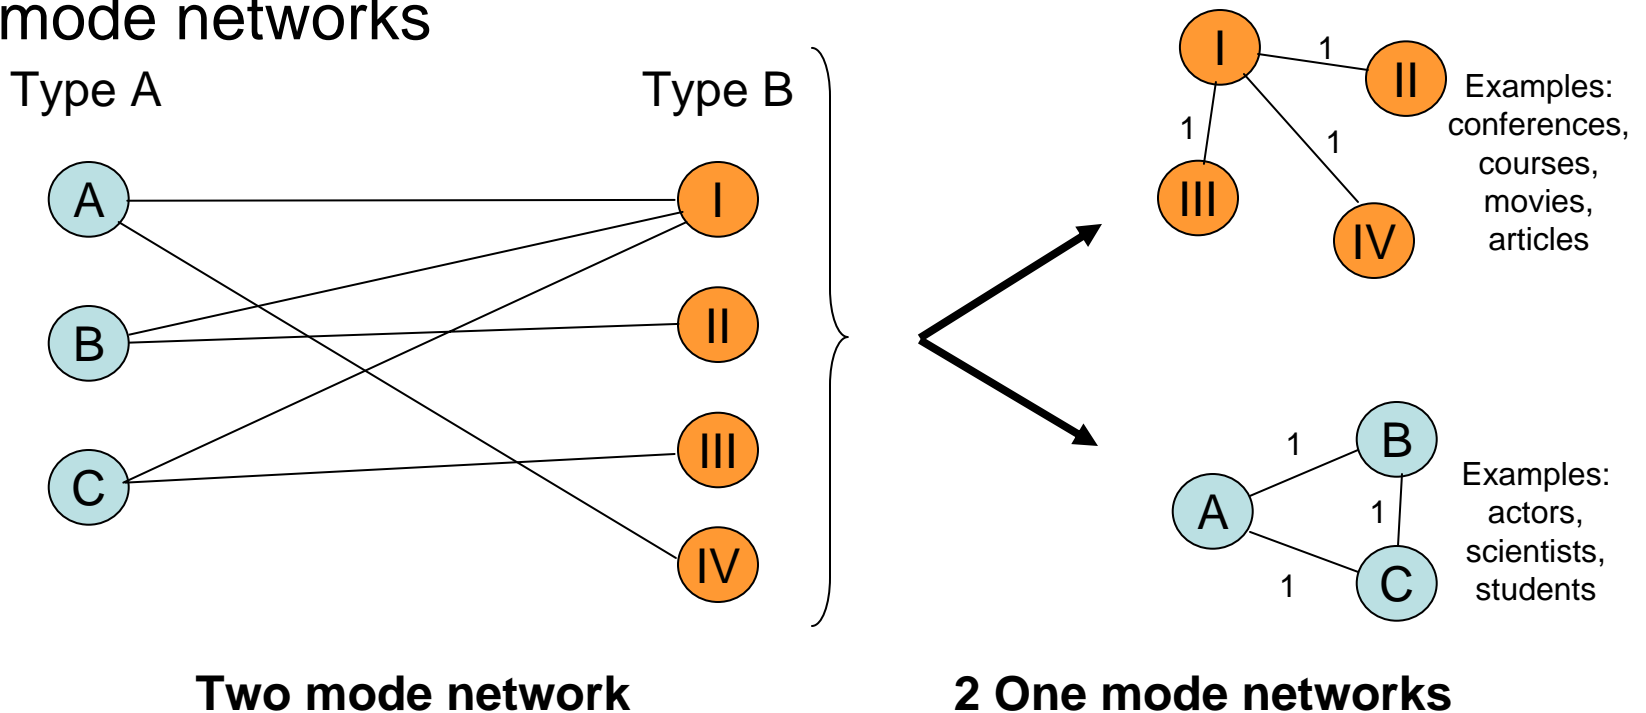 mode networks
Type A
Type B
A
B
C
I
II
III
IV
I
1
II
1
1
III
IV
Examples:
conferences,
courses,
movies,
articles
1
B
A
1
1
C
Examples:
actors,
scientists,
students
Two mode network
2 One mode networks